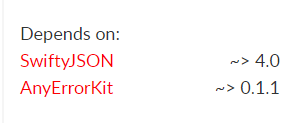 Depends on:
SwiftyJSON ~> 4.0
AnyErrorKit ~> 0.1.1